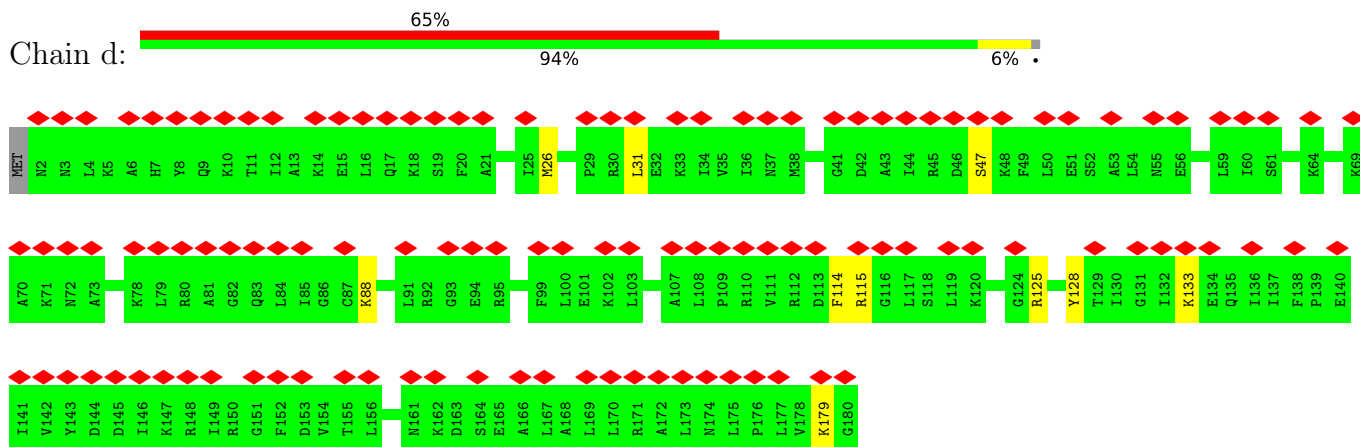 65%
Chain d:
94% 6% •
MET N2 N3 L4 K5 A6 H7 Y8 Q9 K10 T11 I12 A13 K14 E15 L16 Q17 K18 S19 F20 A21 I25 M26 P29 R30 L31 E32 K33 I34 V35 I36 N37 M38 G41 D42 A43 I44 R45 D46 S47 K48 F49 L50 E51 S52 A53 L54 N55 E56 L59 I60 S61 K64 K69
A70 K71 N72 A73 K78 L79 R80 A81 G82 Q83 L84 I85 G86 G87 K88 L91 R92 G93 E94 R95 F99 L100 E101 K102 L103 A107 L108 P109 R110 V111 R112 D113 F114 R115 G116 L117 S118 L119 K120 G124 R125 Y128 T129 I130 G131 I132 K133 E134 Q135 I136 I137 F138 P139 E140
I141 V142 Y143 D144 D145 I146 K147 R148 I149 R150 G151 F152 D153 V154 T155 L156 N161 K162 D163 S164 E165 A166 L167 A168 L169 L170 R171 A172 L173 N174 L175 P176 L177 V178 K179 G180